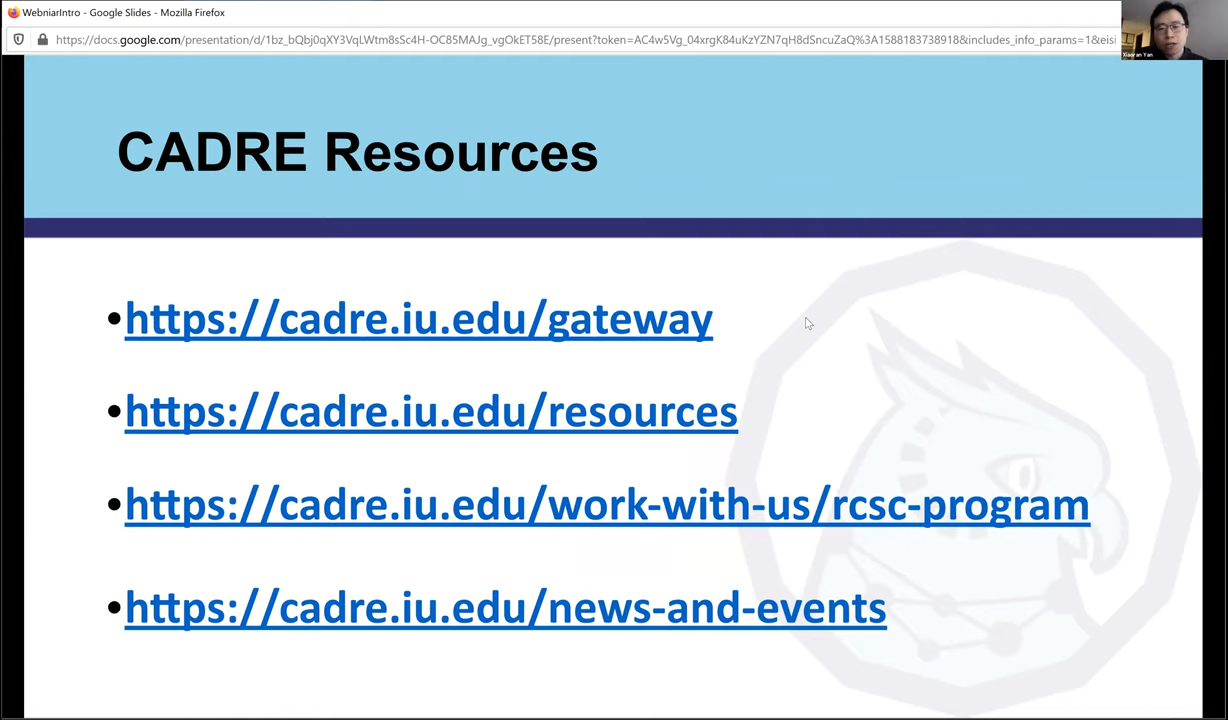 WebniarIntro - Google Slides - Mozilla Firefox
https://docs.google.com/presentation/d/1bz_bQbj0qXY3VqLWtm8sSc4H-OC85MAJg_vgOkET58E/present?token=AC4w5Vg_04xrgK84uKzYZN7qH8dSncuZaQ%3A1588183738918&includes_info_params=1&eisi
Xiaoran Yan
CADRE Resources
•https://cadre.iu.edu/gateway
•https://cadre.iu.edu/resources
•https://cadre.iu.edu/work-with-us/rcsc-program
•https://cadre.iu.edu/news-and-events